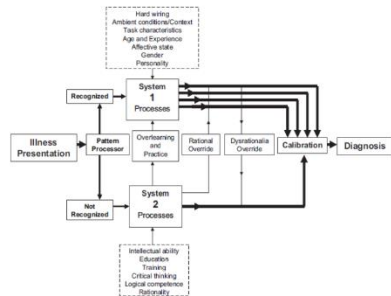 Hard wiring
Ambient conditions/Context
Task characteristics
Age and Experience
Affective state
Gender
Personality
Recognized
System
1
Processes
Illness
Presentation
Pattern
Processor
Overlearning
and
Practice
Rational
Override
Dysrationalia
Override
Calibration
Diagnosis
Not
Recognized
System
2
Processes
Intellectual ability
Education
Training
Critical thinking
Logical competence
Rationality